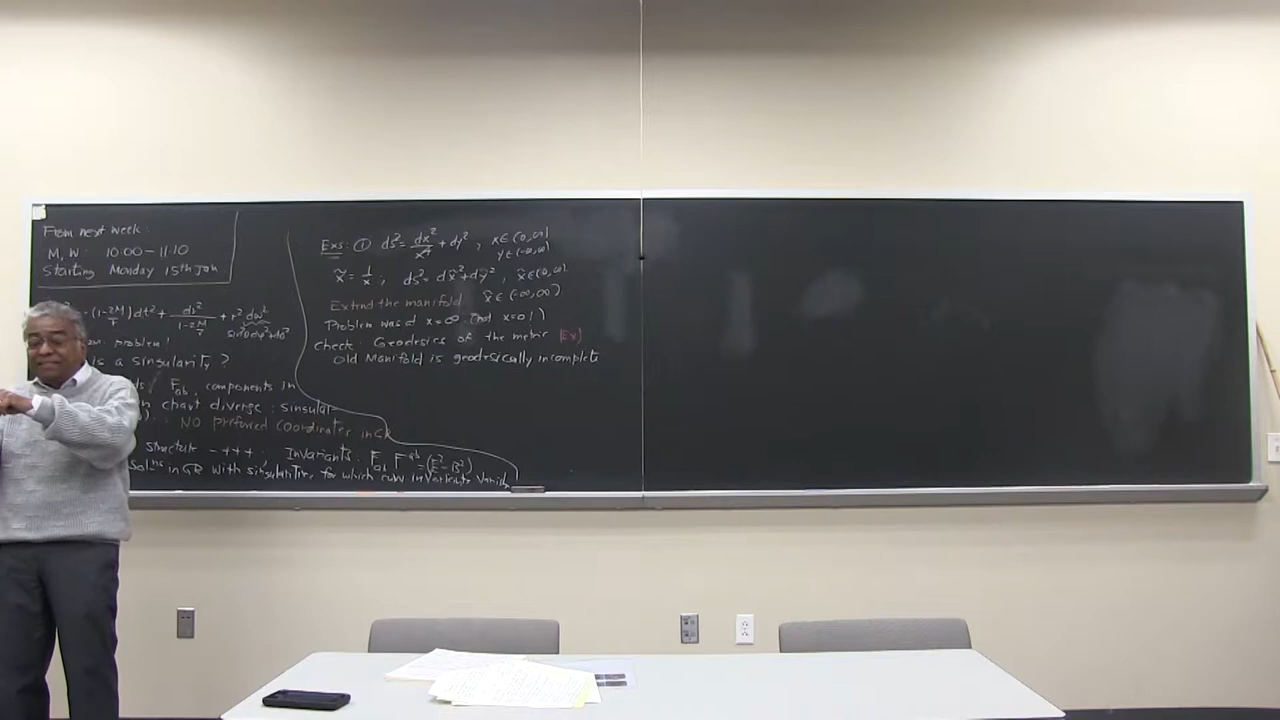 From next week:
M, W: 10:00 – 11:10
Starting Monday 15th Jan
-(1-2M/r)dt² + dr²/(1-2M/r) + r² dω²
sin²θdφ²+dθ²
problem!
is a singularity?
F_ab, components in
chart diverge: singular
NO preferred coordinates in GR
structure -+++. Invariants: F_ab F^ab = (E²-B²)
in GR with singularities for which curv invariants vanish
Exs: ① ds² = dx²/x⁴ + dy², x∈(0,∞)
y∈(-∞,∞)
x̃ = 1/x; ds² = dx̃²+dy², x̃∈(0,∞)
Extend the manifold x̃∈(-∞,∞)
Problem was at x=∞ (not x=0!)
Check: Geodesics of the metric (Ex)
Old Manifold is geodesically incomplete